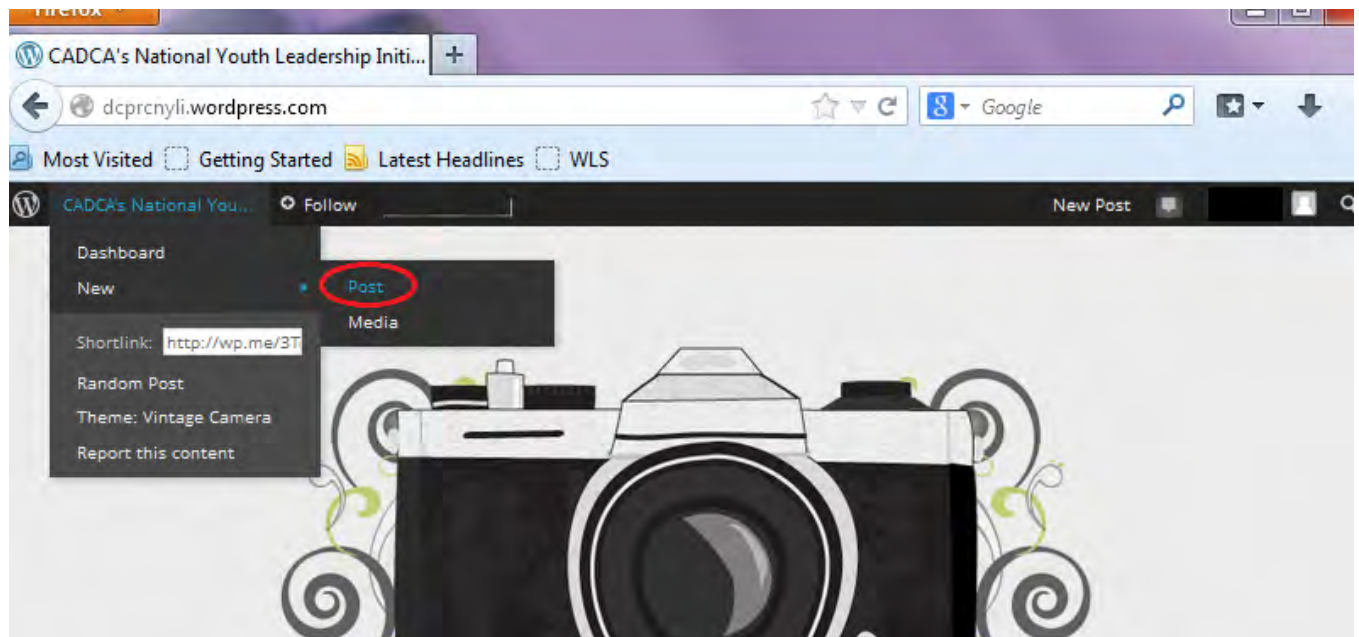 Firefox
CADCA's National Youth Leadership Initi... +
dcprcnyli.wordpress.com Google
Most Visited Getting Started Latest Headlines WLS
CADCA's National You... Follow New Post
Dashboard
New Post
Media
Shortlink: http://wp.me/3T
Random Post
Theme: Vintage Camera
Report this content